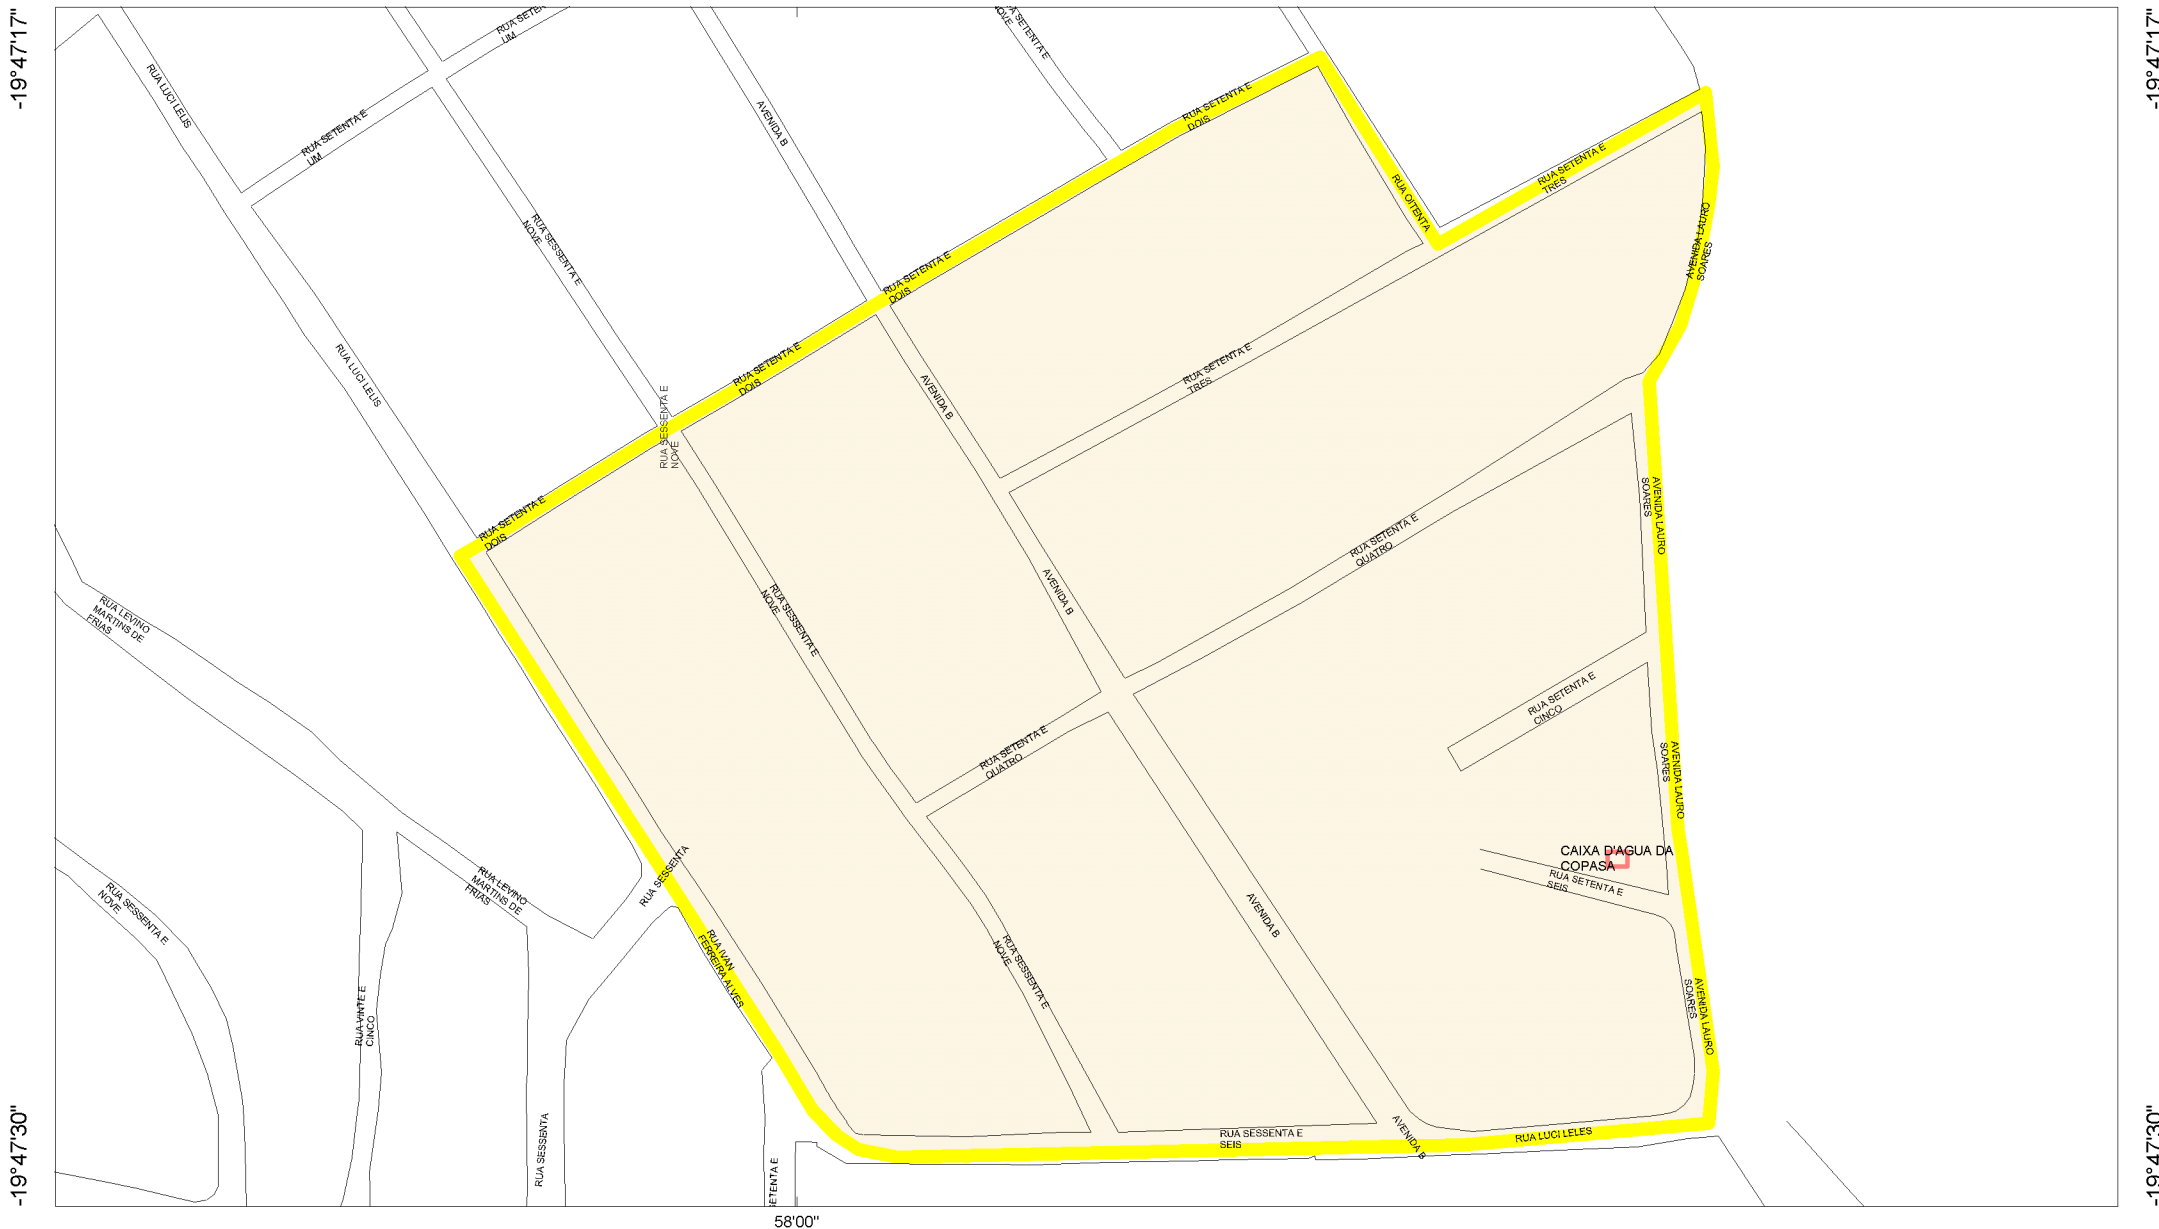 -19°47'17"
-19°47'17"
RUA SETENTA E
UM
RUA LUCI LELIS
RUA SETENTA E
UM
AVENIDA B
RUA SETENTA E
DOIS
RUA SETENTA E
TRES
RUA OITENTA
RUA SESSENTA E
NOVE
AVENIDA LAURO
SOARES
RUA SETENTA E
DOIS
RUA LUCI LELIS
RUA SETENTA E
DOIS
RUA SETENTA E
TRES
AVENIDA B
RUA SESSENTA E
NOVE
RUA SETENTA E
DOIS
AVENIDA LAURO
SOARES
RUA SETENTA E
QUATRO
AVENIDA B
RUA LEVINO
MARTINS DE
FRIAS
RUA SESSENTA E
NOVE
RUA SETENTA E
CINCO
RUA SETENTA E
QUATRO
AVENIDA LAURO
SOARES
CAIXA D'AGUA DA
COPASA
RUA SETENTA E
SEIS
RUA SESSENTA
RUA LEVINO
MARTINS DE
FRIAS
RUA SESSENTA E
NOVE
AVENIDA B
RUA IVAN
FERREIRA ALVES
RUA SESSENTA E
NOVE
RUA VINTE E
CINCO
AVENIDA LAURO
SOARES
RUA SESSENTA
RUA SESSENTA E
SEIS
AVENIDA B
RUA LUCI LELES
-19°47'30"
-19°47'30"
58'00"